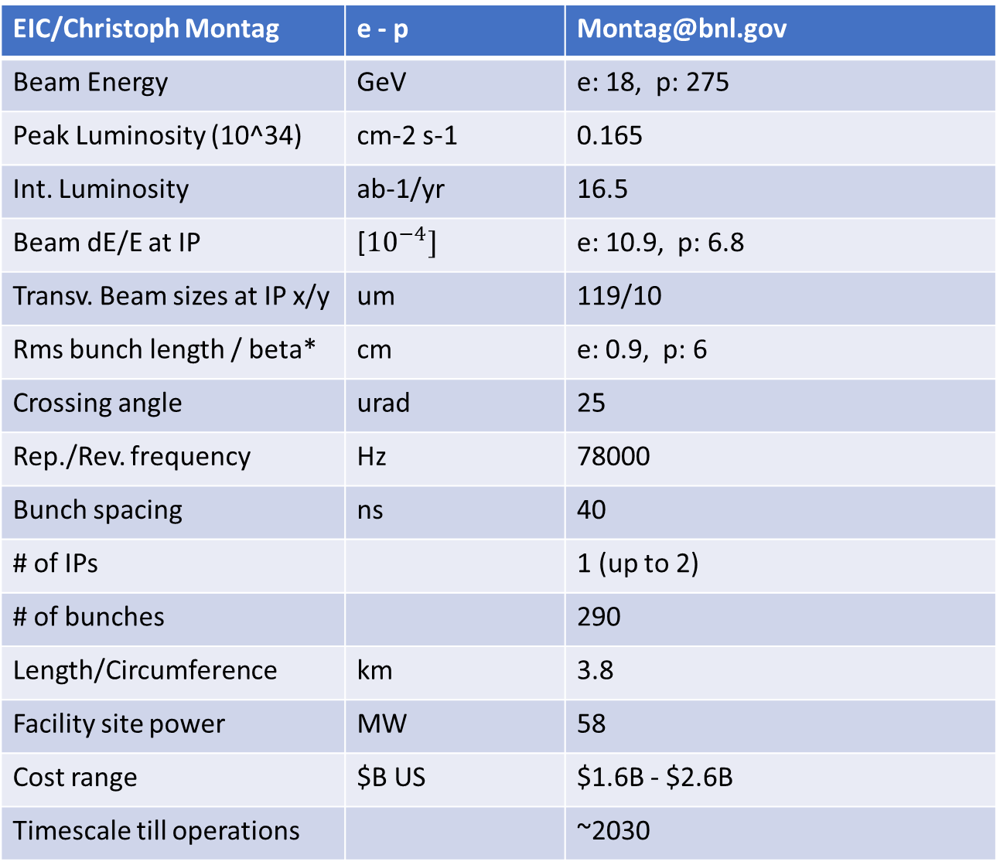 EIC/Christoph Montag e - p Montag@bnl.gov
Beam Energy GeV e: 18, p: 275
Peak Luminosity (10^34) cm-2 s-1 0.165
Int. Luminosity ab-1/yr 16.5
Beam dE/E at IP [10⁻⁴] e: 10.9, p: 6.8
Transv. Beam sizes at IP x/y um 119/10
Rms bunch length / beta* cm e: 0.9, p: 6
Crossing angle urad 25
Rep./Rev. frequency Hz 78000
Bunch spacing ns 40
# of IPs 1 (up to 2)
# of bunches 290
Length/Circumference km 3.8
Facility site power MW 58
Cost range $B US $1.6B - $2.6B
Timescale till operations ~2030